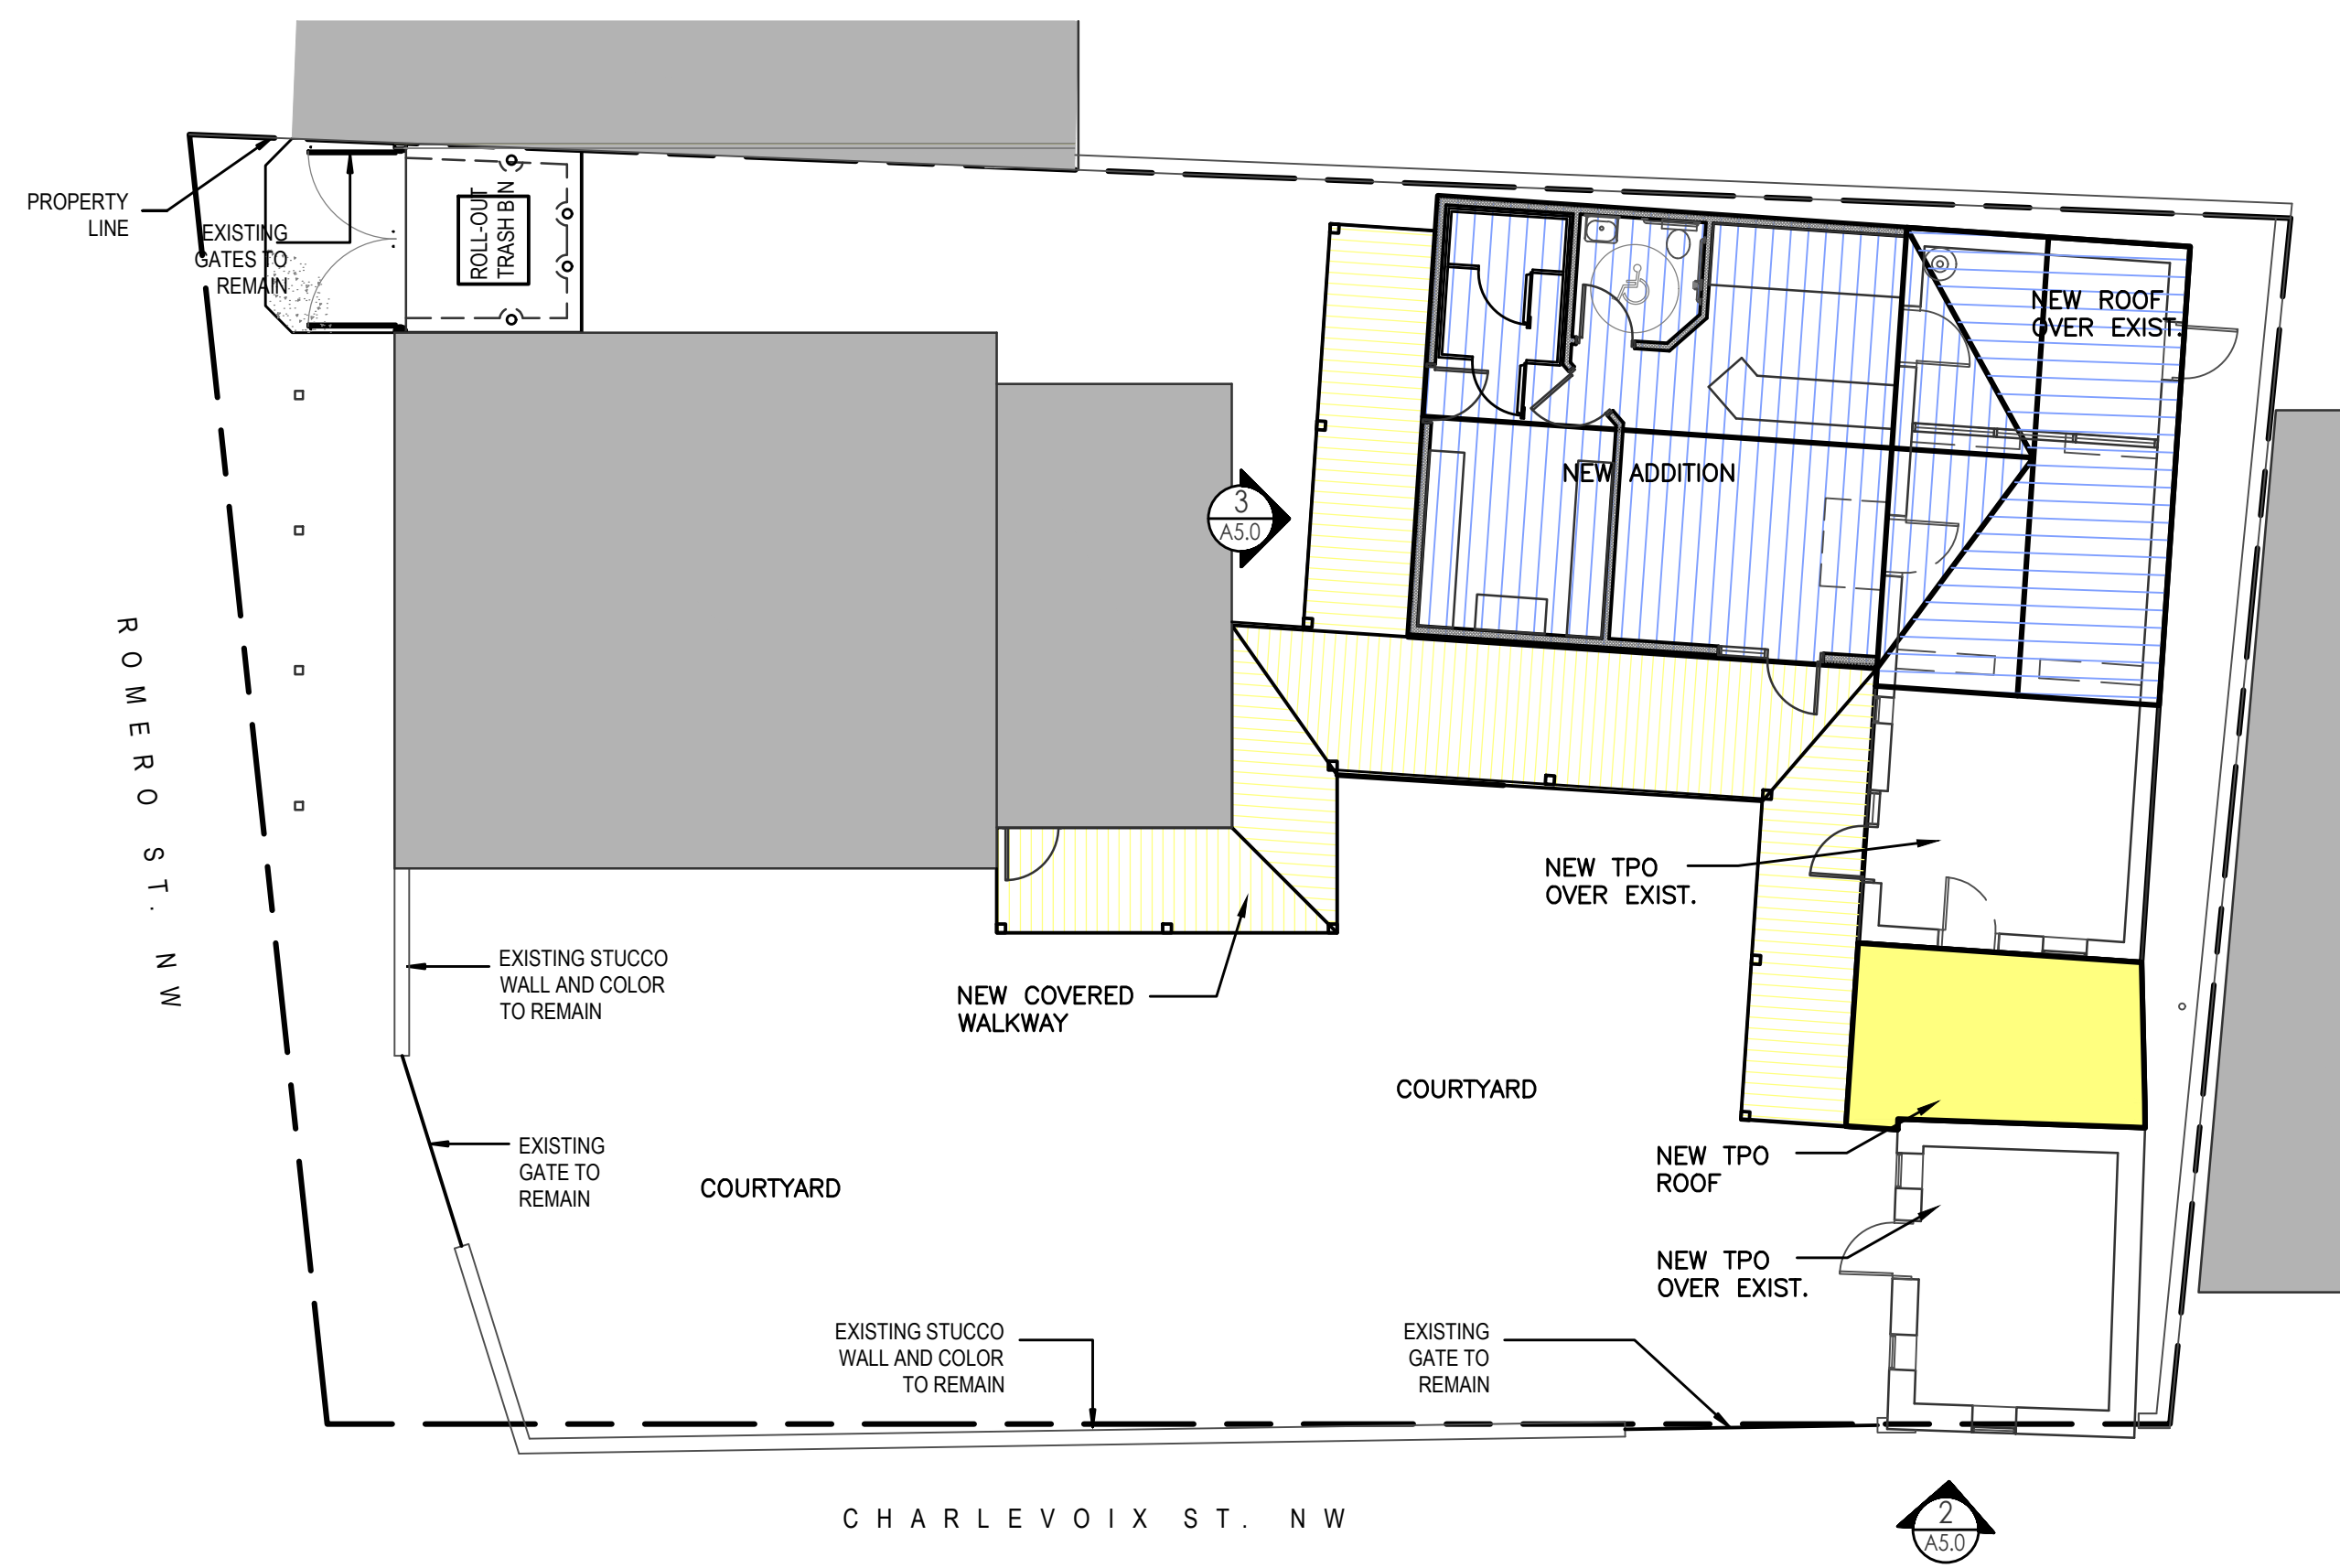 PROPERTY
LINE
EXISTING
GATES TO
REMAIN
ROLL-OUT
TRASH BIN
NEW ROOF
OVER EXIST.
NEW ADDITION
3
A5.0
ROMERO ST. NW
NEW TPO
OVER EXIST.
EXISTING STUCCO
WALL AND COLOR
TO REMAIN
NEW COVERED
WALKWAY
COURTYARD
EXISTING
GATE TO
REMAIN
COURTYARD
NEW TPO
ROOF
NEW TPO
OVER EXIST.
EXISTING STUCCO
WALL AND COLOR
TO REMAIN
EXISTING
GATE TO
REMAIN
CHARLEVOIX ST. NW
2
A5.0